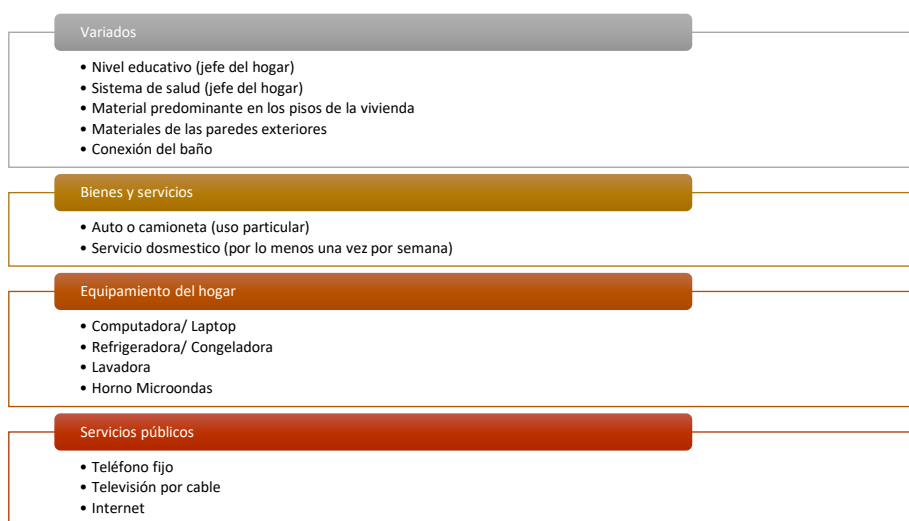 Variados
• Nivel educativo (jefe del hogar)
• Sistema de salud (jefe del hogar)
• Material predominante en los pisos de la vivienda
• Materiales de las paredes exteriores
• Conexión del baño
Bienes y servicios
• Auto o camioneta (uso particular)
• Servicio dosmestico (por lo menos una vez por semana)
Equipamiento del hogar
• Computadora/ Laptop
• Refrigeradora/ Congeladora
• Lavadora
• Horno Microondas
Servicios públicos
• Teléfono fijo
• Televisión por cable
• Internet